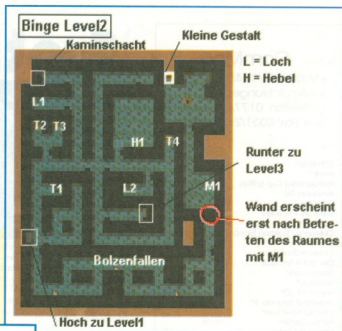 Binge Level2
Kaminschacht
Kleine Gestalt
L = Loch
H = Hebel
L1
T2 T3
H1
T4
Runter zu
Level3
T1
L2
M1
Wand erscheint
erst nach Betre-
ten des Raumes
mit M1
Bolzenfallen
Hoch zu Level1